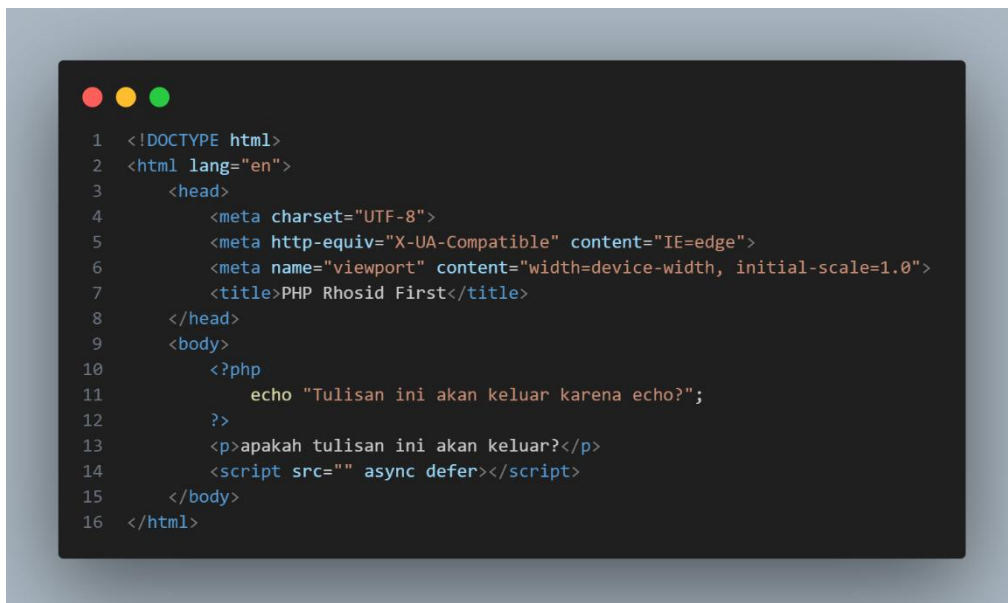 1 <!DOCTYPE html>
2 <html lang="en">
3 <head>
4 <meta charset="UTF-8">
5 <meta http-equiv="X-UA-Compatible" content="IE=edge">
6 <meta name="viewport" content="width=device-width, initial-scale=1.0">
7 <title>PHP Rhosid First</title>
8 </head>
9 <body>
10 <?php
11 echo "Tulisan ini akan keluar karena echo?";
12 ?>
13 <p>apakah tulisan ini akan keluar?</p>
14 <script src="" async defer></script>
15 </body>
16 </html>